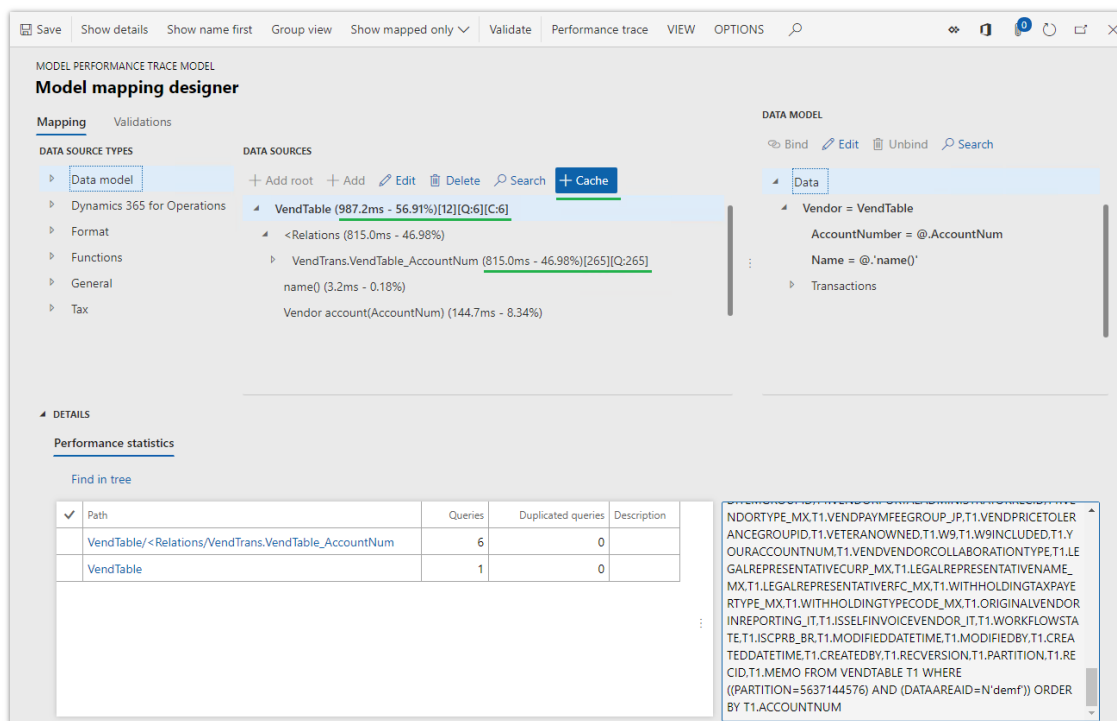 Save Show details Show name first Group view Show mapped only Validate Performance trace VIEW OPTIONS 0
MODEL PERFORMANCE TRACE MODEL
Model mapping designer
Mapping Validations
DATA SOURCE TYPES
Data model
Dynamics 365 for Operations
Format
Functions
General
Tax
DATA SOURCES
+ Add root + Add Edit Delete Search + Cache
VendTable (987.2ms - 56.91%)[12][Q:6][C:6]
<Relations (815.0ms - 46.98%)
VendTrans.VendTable_AccountNum (815.0ms - 46.98%)[265][Q:265]
name() (3.2ms - 0.18%)
Vendor account(AccountNum) (144.7ms - 8.34%)
DATA MODEL
Bind Edit Unbind Search
Data
Vendor = VendTable
AccountNumber = @.AccountNum
Name = @.'name()'
Transactions
DETAILS
Performance statistics
Find in tree
Path Queries Duplicated queries Description
VendTable/<Relations/VendTrans.VendTable_AccountNum 6 0
VendTable 1 0
NDORTYPE_MX,T1.VENDPAYMFEEGROUP_JP,T1.VENDPRICETOLER
ANCEGROUPID,T1.VETERANOWNED,T1.W9,T1.W9INCLUDED,T1.Y
OURACCOUNTNUM,T1.VENDVENDORCOLLABORATIONTYPE,T1.LE
GALREPRESENTATIVECURP_MX,T1.LEGALREPRESENTATIVENAME_
MX,T1.LEGALREPRESENTATIVERFC_MX,T1.WITHHOLDINGTAXPAYE
RTYPE_MX,T1.WITHHOLDINGTYPECODE_MX,T1.ORIGINALVENDOR
INREPORTING_IT,T1.ISSELFINVOICEVENDOR_IT,T1.WORKFLOWSTA
TE,T1.ISCPRB_BR,T1.MODIFIEDDATETIME,T1.MODIFIEDBY,T1.CREA
TEDDATETIME,T1.CREATEDBY,T1.RECVERSION,T1.PARTITION,T1.RE
CID,T1.MEMO FROM VENDTABLE T1 WHERE
((PARTITION=5637144576) AND (DATAAREAID=N'demf')) ORDER
BY T1.ACCOUNTNUM